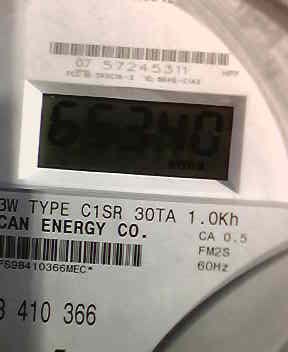 07 57245311
3W TYPE C1SR 30TA 1.0Kh
CAN ENERGY CO.
CA 0.5
FM2S
60Hz
FS98410366MEC*
3 410 366